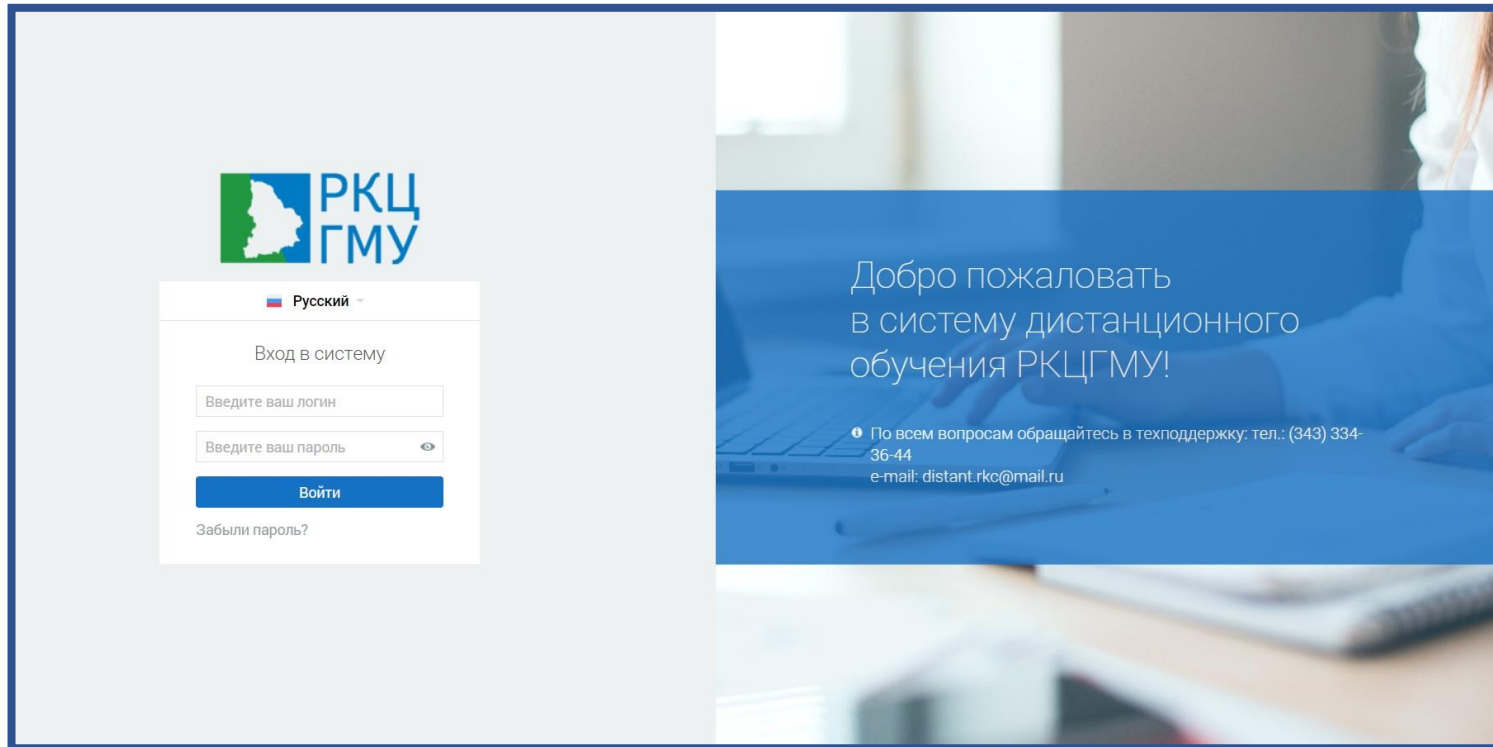 РКЦ
ГМУ
Русский
Вход в систему
Введите ваш логин
Введите ваш пароль
Войти
Забыли пароль?
Добро пожаловать
в систему дистанционного
обучения РКЦГМУ!
По всем вопросам обращайтесь в техподдержку: тел.: (343) 334-
36-44
e-mail: distant.rkc@mail.ru